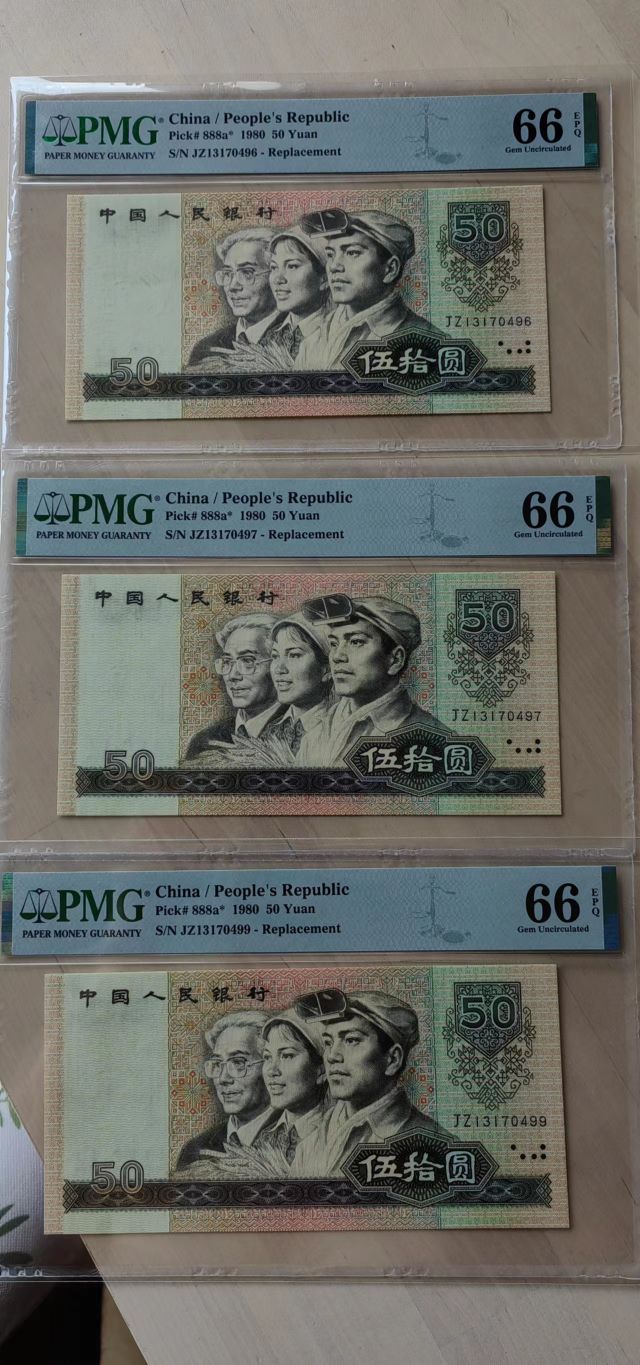 PMG
PAPER MONEY GUARANTY
China / People's Republic
Pick# 888a* 1980 50 Yuan
S/N JZ13170496 - Replacement
66 EPQ
Gem Uncirculated
中国人民银行
50
JZ13170496
50
伍拾圆
PMG
PAPER MONEY GUARANTY
China / People's Republic
Pick# 888a* 1980 50 Yuan
S/N JZ13170497 - Replacement
66 EPQ
Gem Uncirculated
中国人民银行
50
JZ13170497
50
伍拾圆
PMG
PAPER MONEY GUARANTY
China / People's Republic
Pick# 888a* 1980 50 Yuan
S/N JZ13170499 - Replacement
66 EPQ
Gem Uncirculated
中国人民银行
50
JZ13170499
50
伍拾圆